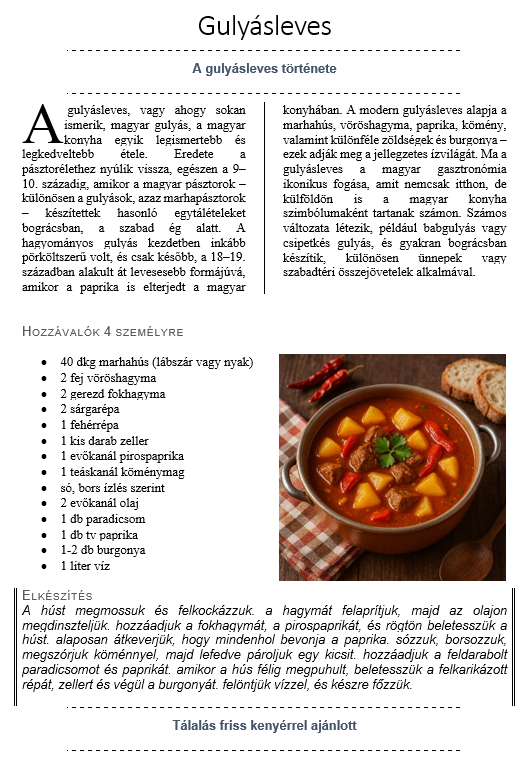 Gulyásleves
A gulyásleves története
A gulyásleves, vagy ahogy sokan
ismerik, magyar gulyás, a magyar
konyha egyik legismertebb és
legkedveltebb étele. Eredete a
pásztorélethez nyúlik vissza, egészen a 9–
10. századig, amikor a magyar pásztorok –
különösen a gulyások, azaz marhapásztorok
– készítettek hasonló egytálételeket
bográcsban, a szabad ég alatt. A
hagyományos gulyás kezdetben inkább
pörköltszerű volt, és csak később, a 18–19.
században alakult át levesesebb formájúvá,
amikor a paprika is elterjedt a magyar
konyhában. A modern gulyásleves alapja a
marhahús, vöröshagyma, paprika, kömény,
valamint különféle zöldségek és burgonya –
ezek adják meg a jellegzetes ízvilágát. Ma a
gulyásleves a magyar gasztronómia
ikonikus fogása, amit nemcsak itthon, de
külföldön is a magyar konyha
szimbólumaként tartanak számon. Számos
változata létezik, például babgulyás vagy
csipetkés gulyás, és gyakran bográcsban
készítik, különösen ünnepek vagy
szabadtéri összejövetelek alkalmával.
Hozzávalók 4 személyre
• 40 dkg marhahús (lábszár vagy nyak)
• 2 fej vöröshagyma
• 2 gerezd fokhagyma
• 2 sárgarépa
• 1 fehérrépa
• 1 kis darab zeller
• 1 evőkanál pirospaprika
• 1 teáskanál köménymag
• só, bors ízlés szerint
• 2 evőkanál olaj
• 1 db paradicsom
• 1 db tv paprika
• 1-2 db burgonya
• 1 liter víz
Elkészítés
A húst megmossuk és felkockázzuk. a hagymát felaprítjuk, majd az olajon
megdinszteljük. hozzáadjuk a fokhagymát, a pirospaprikát, és rögtön beletesszük a
húst. alaposan átkeverjük, hogy mindenhol bevonja a paprika. sózzuk, borsozzuk,
megszórjuk köménnyel, majd lefedve pároljuk egy kicsit. hozzáadjuk a feldarabolt
paradicsomot és paprikát. amikor a hús félig megpuhult, beletesszük a felkarikázott
répát, zellert és végül a burgonyát. felöntjük vízzel, és készre főzzük.
Tálalás friss kenyérrel ajánlott